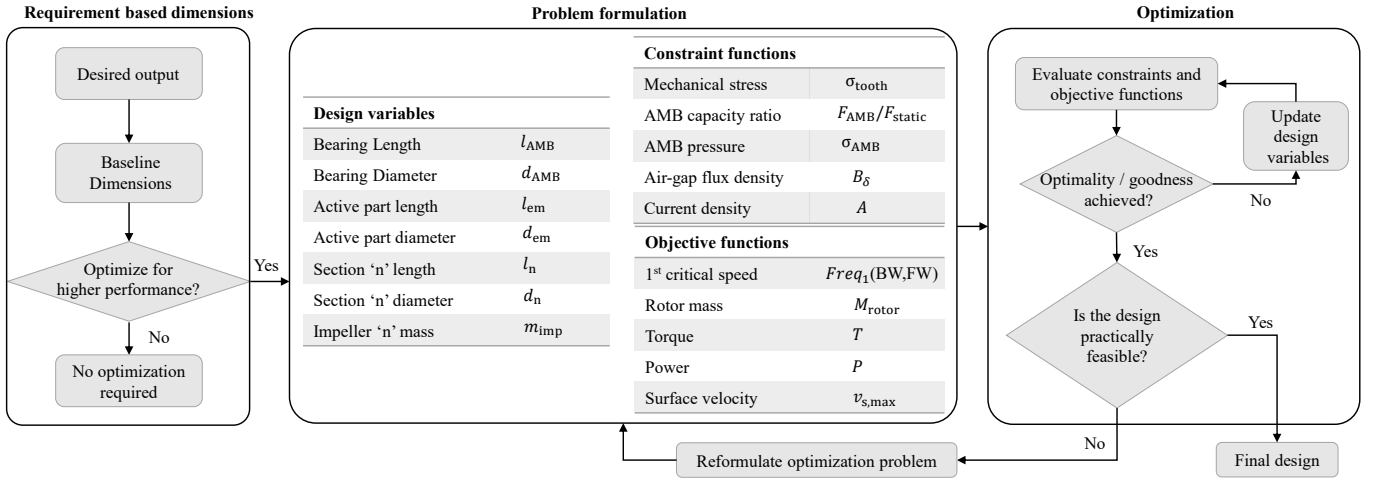 Requirement based dimensions
Desired output
Baseline
Dimensions
Optimize for
higher performance?
Yes
No
No optimization
required
Problem formulation
Design variables
Bearing Length l_AMB
Bearing Diameter d_AMB
Active part length l_em
Active part diameter d_em
Section ‘n’ length l_n
Section ‘n’ diameter d_n
Impeller ‘n’ mass m_imp
Constraint functions
Mechanical stress σ_tooth
AMB capacity ratio F_AMB/F_static
AMB pressure σ_AMB
Air-gap flux density B_δ
Current density A
Objective functions
1st critical speed Freq_1(BW,FW)
Rotor mass M_rotor
Torque T
Power P
Surface velocity v_s,max
Optimization
Evaluate constraints and
objective functions
Update
design
variables
Optimality / goodness
achieved?
No
Yes
Is the design
practically
feasible?
Yes
No
Reformulate optimization problem
Final design